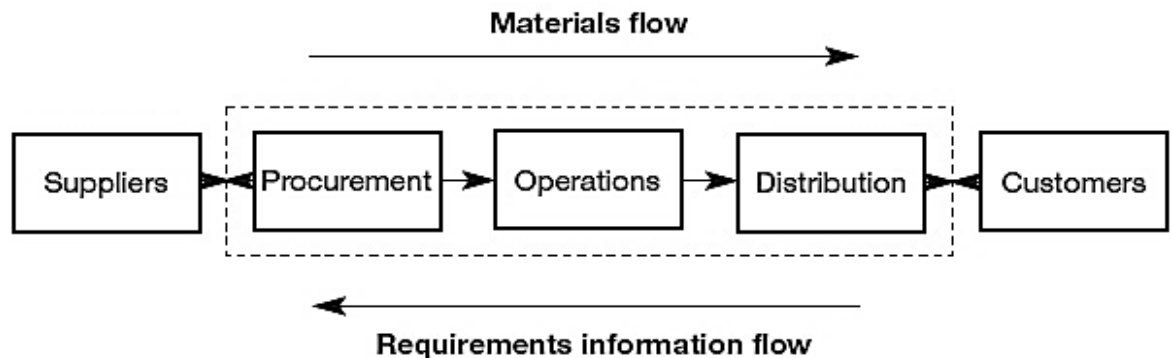 Materials flow
Suppliers
Procurement
Operations
Distribution
Customers
Requirements information flow